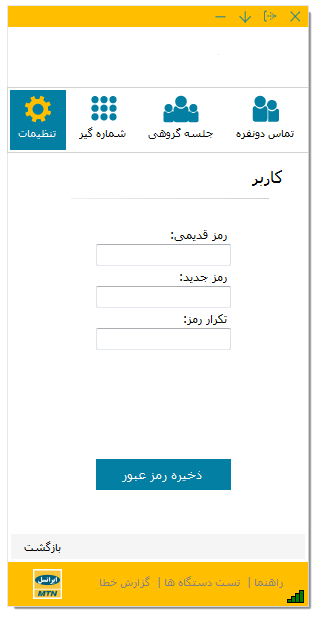 تماس دونفره
جلسه گروهی
شماره گیر
تنظیمات
کاربر
رمز قدیمی:
رمز جدید:
تکرار رمز:
ذخیره رمز عبور
بازگشت
راهنما | تست دستگاه ها | گزارش خطا
ایرانسل
MTN